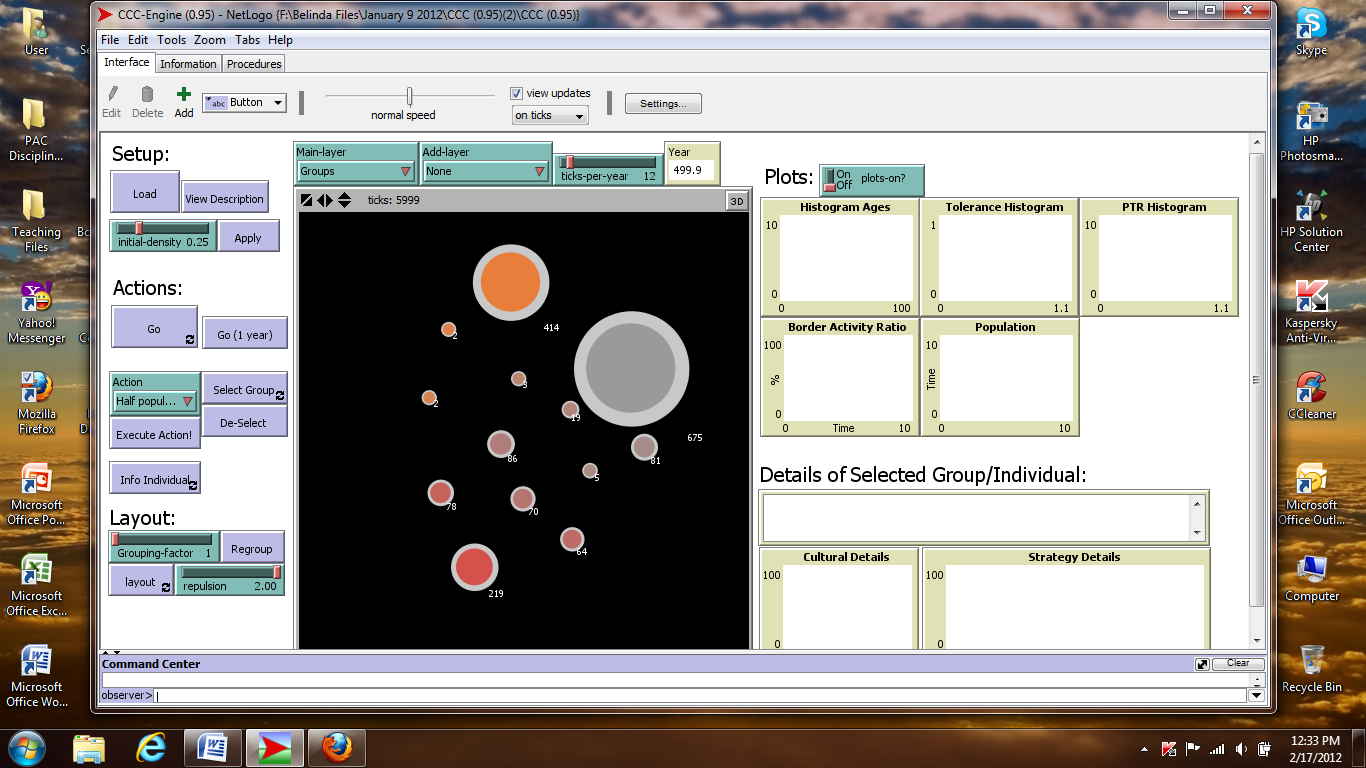 CCC-Engine (0.95) - NetLogo {F:\Belinda Files\January 9 2012\CCC (0.95)(2)\CCC (0.95)}
File Edit Tools Zoom Tabs Help
Interface Information Procedures
Edit Delete Add
abc Button
normal speed
view updates
on ticks
Settings...
Setup:
Load
View Description
initial-density 0.25
Apply
Actions:
Go
Go (1 year)
Action
Half popul...
Select Group
Execute Action!
De-Select
Info Individual
Layout:
Grouping-factor 1
Regroup
layout
repulsion 2.00
Main-layer
Groups
Add-layer
None
ticks-per-year 12
Year
499.9
ticks: 5999
3D
414
2
3
2
19
675
86
81
5
78
70
64
219
Plots:
On
Off
plots-on?
Histogram Ages
10
0
0 100
Tolerance Histogram
1
0
0 1.1
PTR Histogram
10
0
0 1.1
Border Activity Ratio
100
%
0
0 Time 10
Population
10
Time
0
0 10
Details of Selected Group/Individual:
Cultural Details
100
0
Strategy Details
100
0
Command Center
Clear
observer>
User
PAC
Disciplin...
Teaching
Files
Yahoo!
Messenger
Mozilla
Firefox
Microsoft
Office Po...
Microsoft
Office Exc...
Microsoft
Office Wo...
Skype
HP
Photosma...
HP Solution
Center
Kaspersky
Anti-Vir...
CCleaner
Microsoft
Office Outl...
Computer
Recycle Bin
12:33 PM
2/17/2012